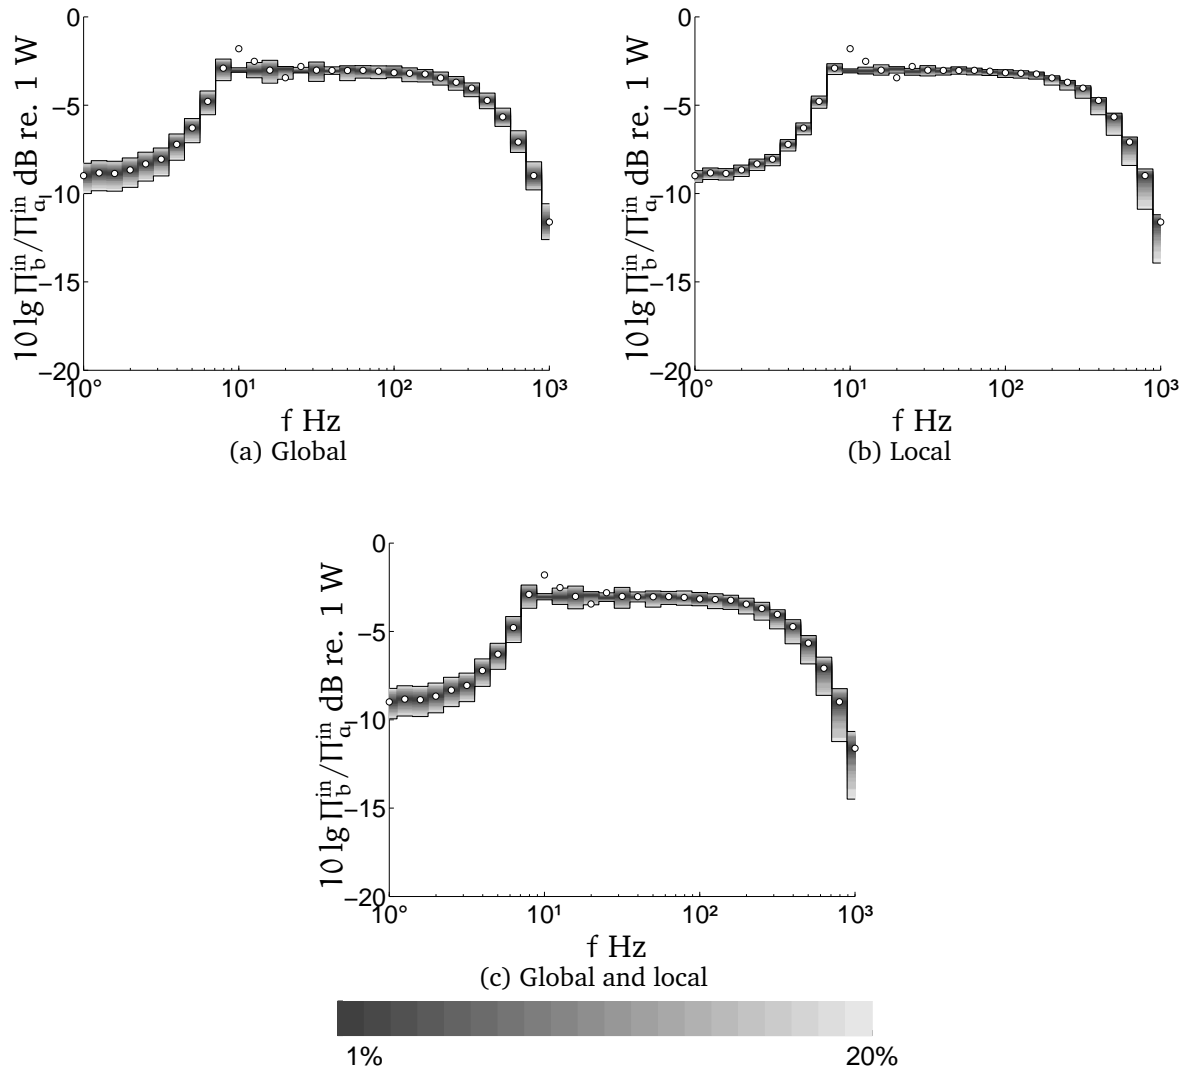 0
−5
−10
−15
−20
10 lg Π_b^in/Π_{a_l}^in dB re. 1 W
10° 10¹ 10² 10³
f Hz
(a) Global
0
−5
−10
−15
−20
10 lg Π_b^in/Π_{a_l}^in dB re. 1 W
10° 10¹ 10² 10³
f Hz
(b) Local
0
−5
−10
−15
−20
10 lg Π_b^in/Π_{a_l}^in dB re. 1 W
10° 10¹ 10² 10³
f Hz
(c) Global and local
1% 20%